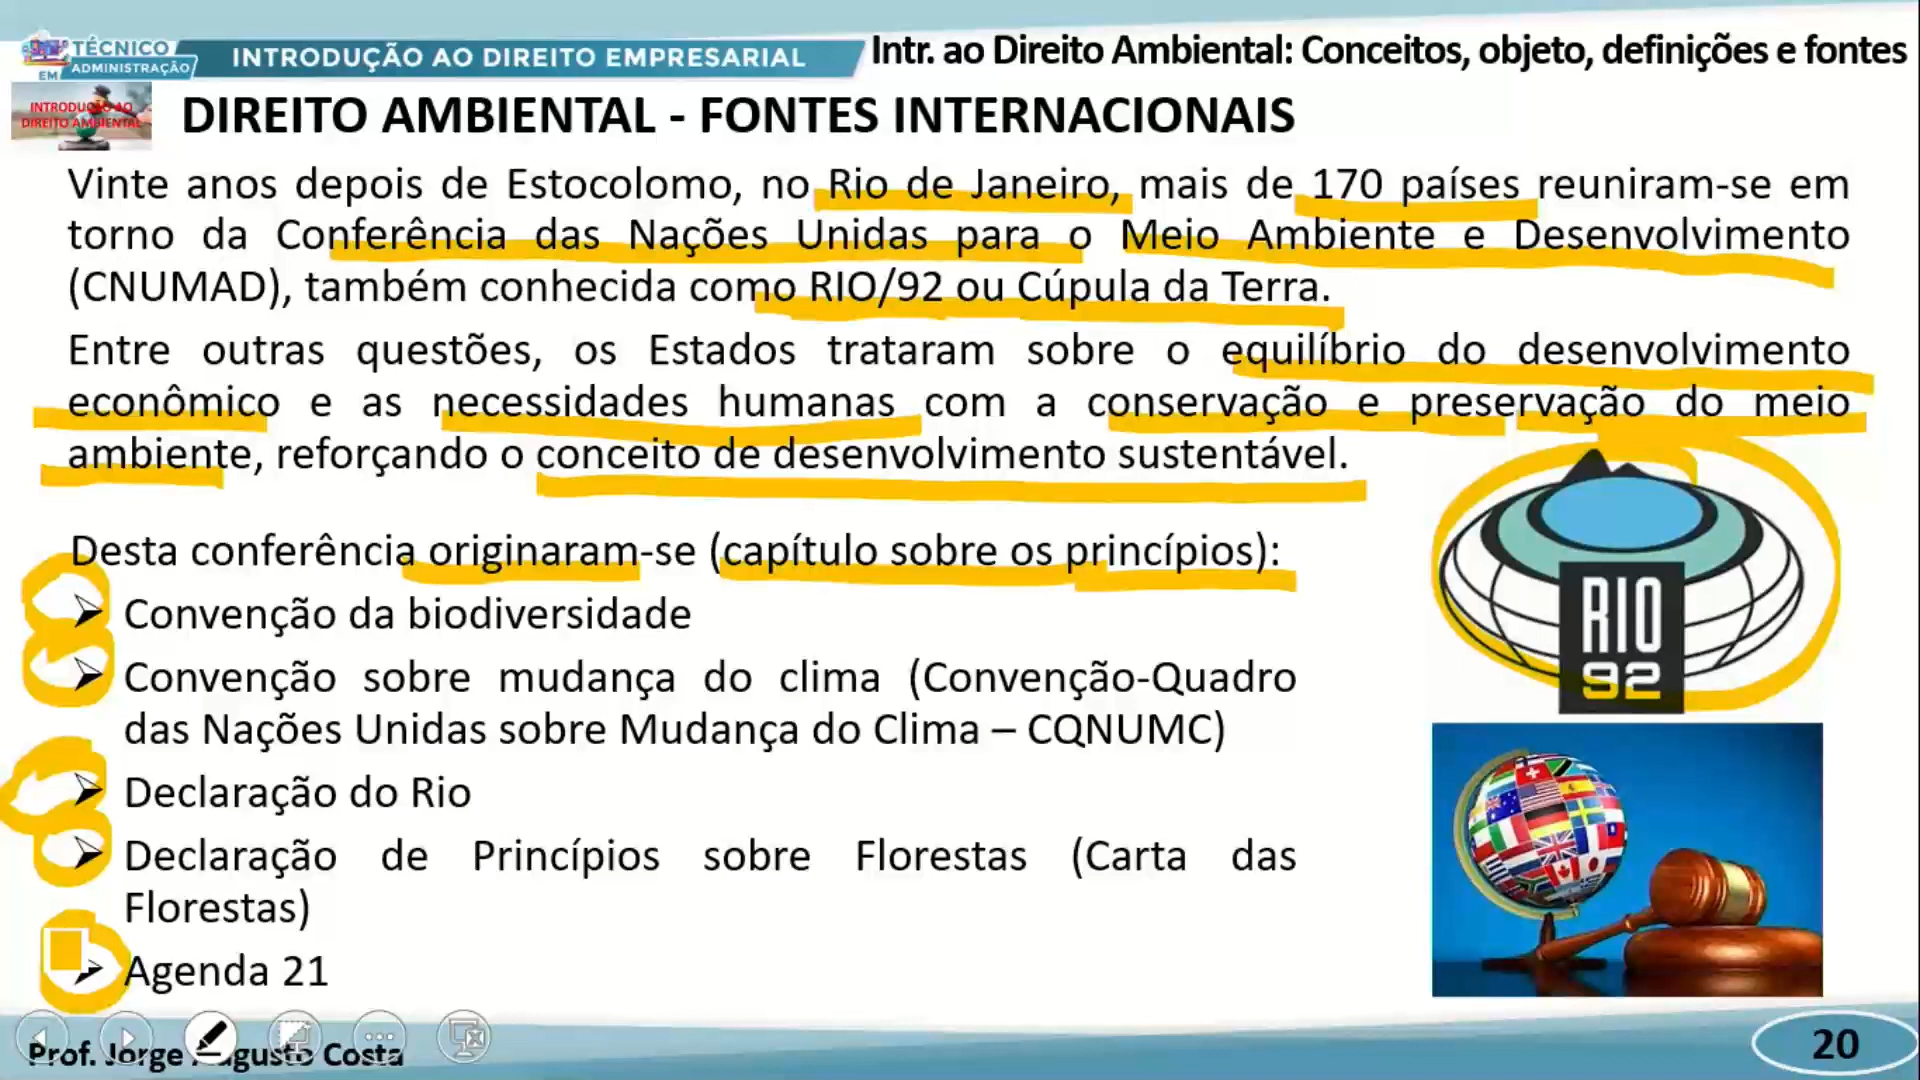 TÉCNICO
EM ADMINISTRAÇÃO
INTRODUÇÃO AO DIREITO EMPRESARIAL
Intr. ao Direito Ambiental: Conceitos, objeto, definições e fontes
INTRODUÇÃO AO
DIREITO AMBIENTAL
DIREITO AMBIENTAL - FONTES INTERNACIONAIS
Vinte anos depois de Estocolomo, no Rio de Janeiro, mais de 170 países reuniram-se em
torno da Conferência das Nações Unidas para o Meio Ambiente e Desenvolvimento
(CNUMAD), também conhecida como RIO/92 ou Cúpula da Terra.
Entre outras questões, os Estados trataram sobre o equilíbrio do desenvolvimento
econômico e as necessidades humanas com a conservação e preservação do meio
ambiente, reforçando o conceito de desenvolvimento sustentável.
Desta conferência originaram-se (capítulo sobre os princípios):
Convenção da biodiversidade
Convenção sobre mudança do clima (Convenção-Quadro
das Nações Unidas sobre Mudança do Clima – CQNUMC)
Declaração do Rio
Declaração de Princípios sobre Florestas (Carta das
Florestas)
Agenda 21
RIO
92
Prof. Jorge Augusto Costa
20